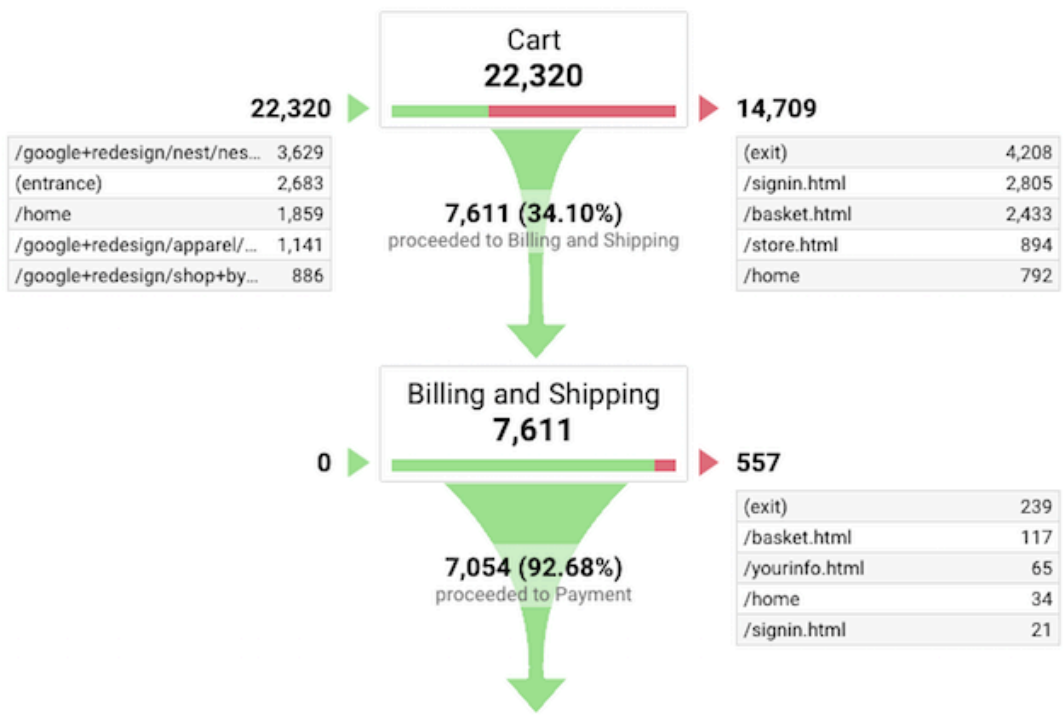 Cart
22,320
22,320
14,709
/google+redesign/nest/nes... 3,629
(entrance) 2,683
/home 1,859
/google+redesign/apparel/... 1,141
/google+redesign/shop+by... 886
(exit) 4,208
/signin.html 2,805
/basket.html 2,433
/store.html 894
/home 792
7,611 (34.10%)
proceeded to Billing and Shipping
Billing and Shipping
7,611
0
557
(exit) 239
/basket.html 117
/yourinfo.html 65
/home 34
/signin.html 21
7,054 (92.68%)
proceeded to Payment